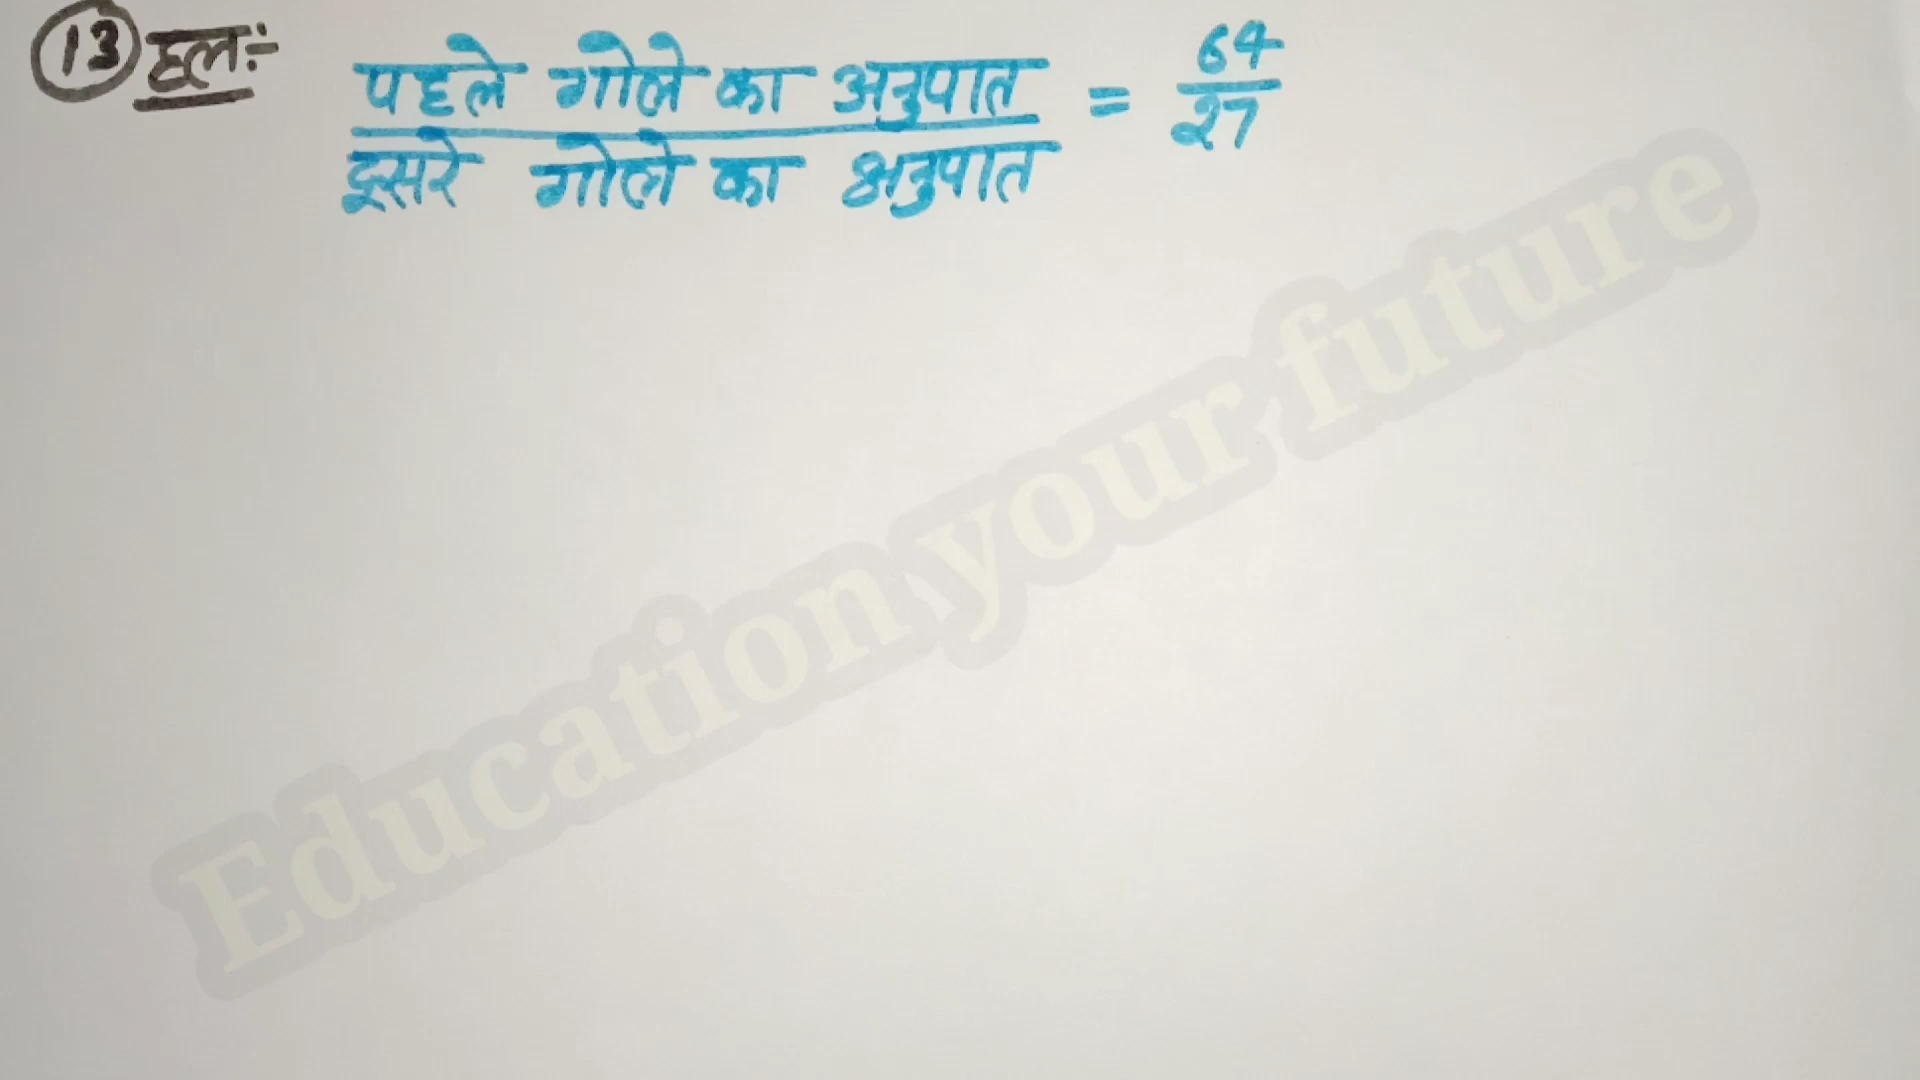 13 हल:-
पहले गोले का अनुपात = 64
दूसरे गोले का अनुपात 27
Education your future